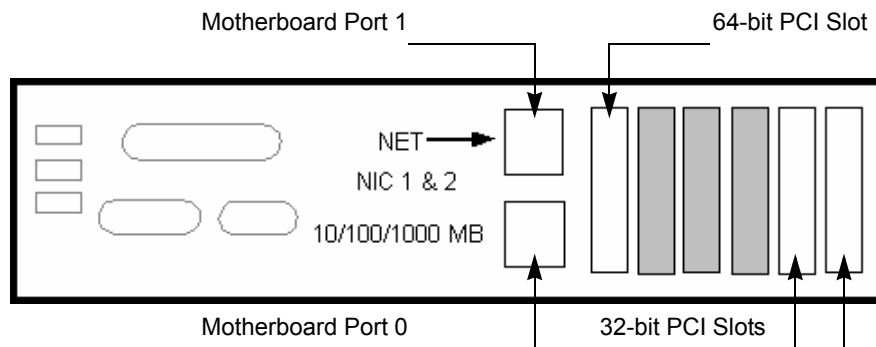 Motherboard Port 1
64-bit PCI Slot
NET
NIC 1 & 2
10/100/1000 MB
Motherboard Port 0
32-bit PCI Slots